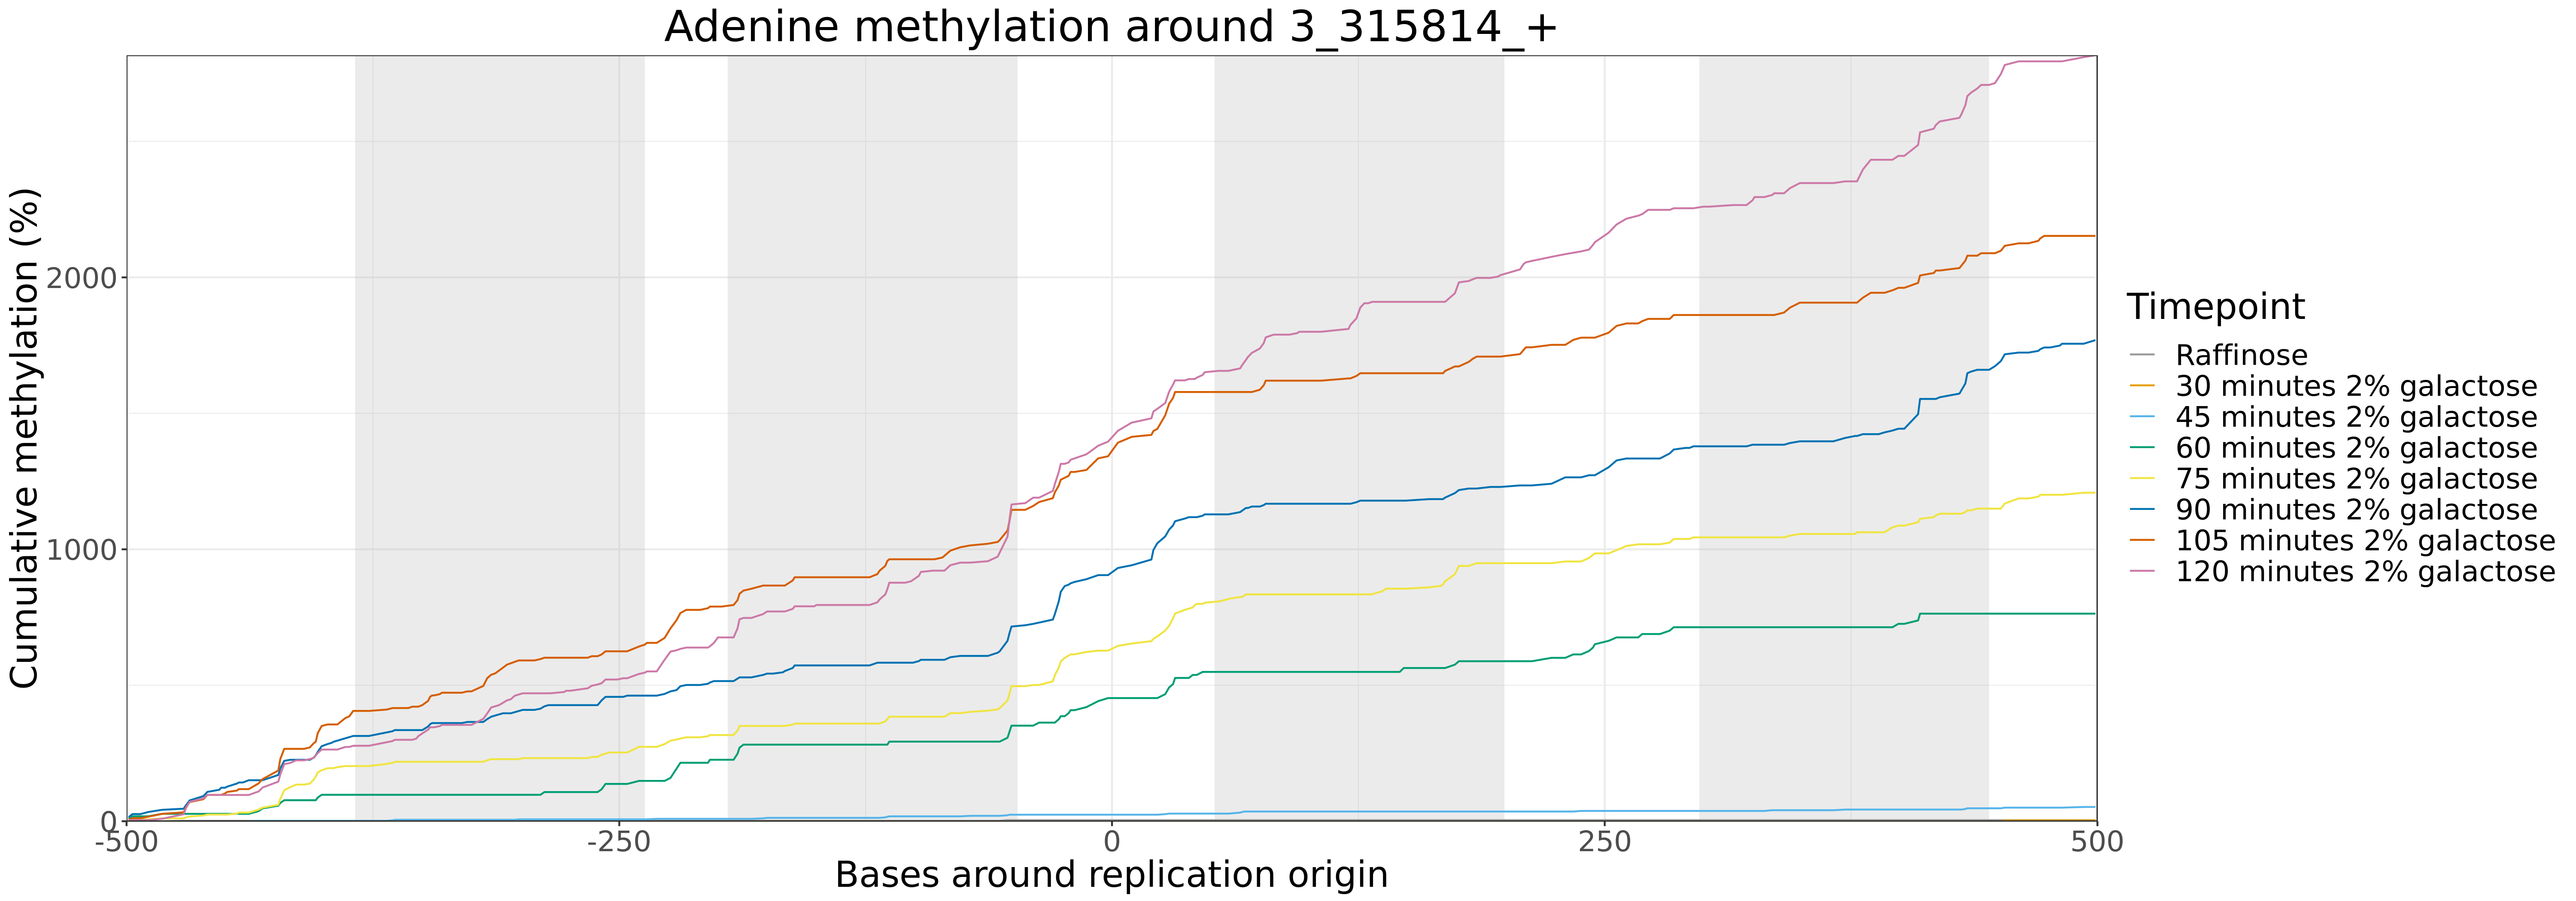 Adenine methylation around 3_315814_+
Cumulative methylation (%)
2000
1000
0
-500
-250
0
250
500
Bases around replication origin
Timepoint
Raffinose
30 minutes 2% galactose
45 minutes 2% galactose
60 minutes 2% galactose
75 minutes 2% galactose
90 minutes 2% galactose
105 minutes 2% galactose
120 minutes 2% galactose